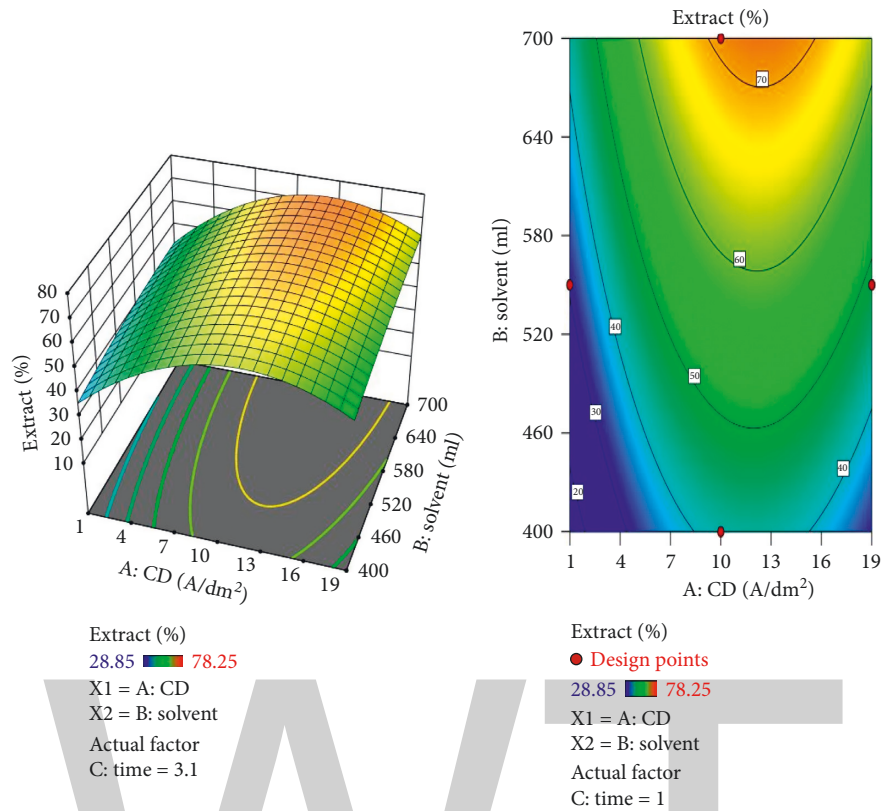 80
70
60
50
40
30
20
10
Extract (%)
1
4
7
10
13
16
19
A: CD (A/dm²)
400
460
520
580
640
700
B: solvent (ml)
Extract (%)
28.85 78.25
X1 = A: CD
X2 = B: solvent
Actual factor
C: time = 3.1
Extract (%)
700
640
580
520
460
400
B: solvent (ml)
70
60
50
40
40
30
20
1
4
7
10
13
16
19
A: CD (A/dm²)
Extract (%)
Design points
28.85 78.25
X1 = A: CD
X2 = B: solvent
Actual factor
C: time = 1